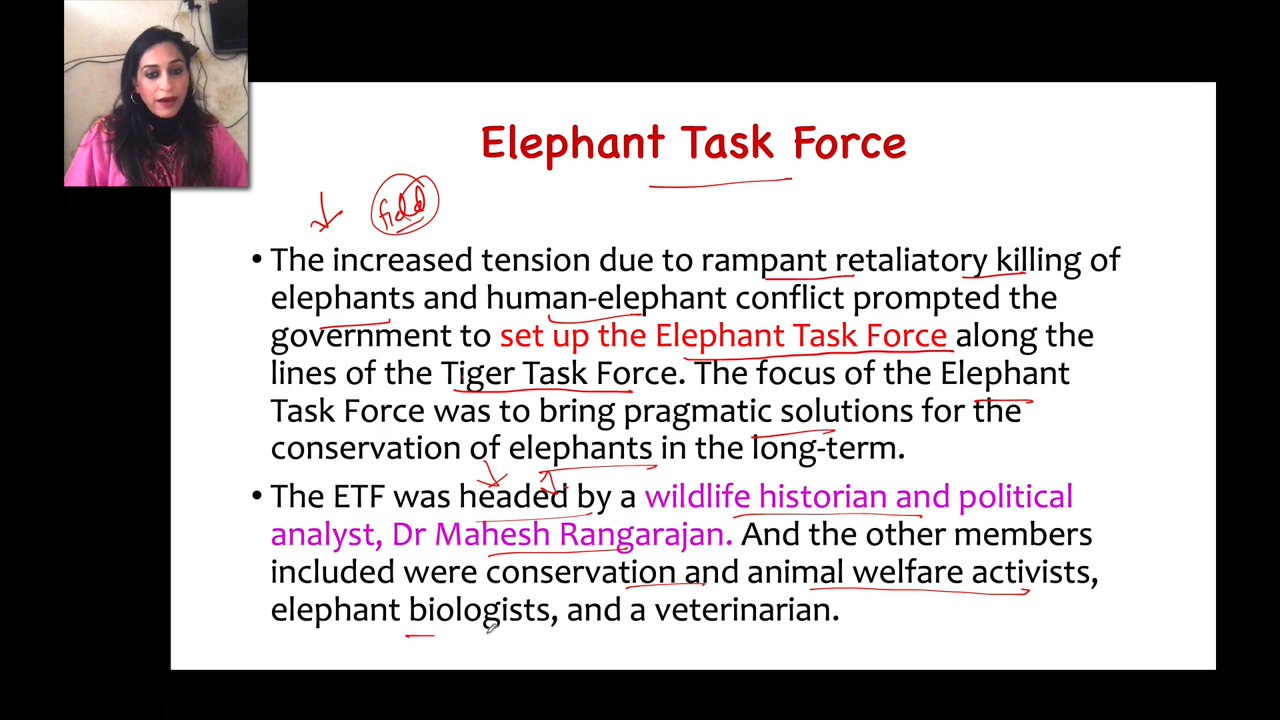 Elephant Task Force
field
• The increased tension due to rampant retaliatory killing of
elephants and human-elephant conflict prompted the
government to set up the Elephant Task Force along the
lines of the Tiger Task Force. The focus of the Elephant
Task Force was to bring pragmatic solutions for the
conservation of elephants in the long-term.
• The ETF was headed by a wildlife historian and political
analyst, Dr Mahesh Rangarajan. And the other members
included were conservation and animal welfare activists,
elephant biologists, and a veterinarian.